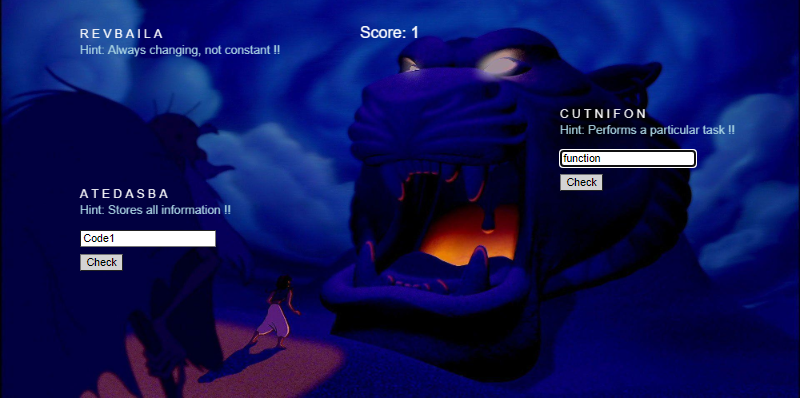 REVBAILA
Hint: Always changing, not constant !!
Score: 1
CUTNIFON
Hint: Performs a particular task !!
function
Check
ATEDASBA
Hint: Stores all information !!
Code1
Check